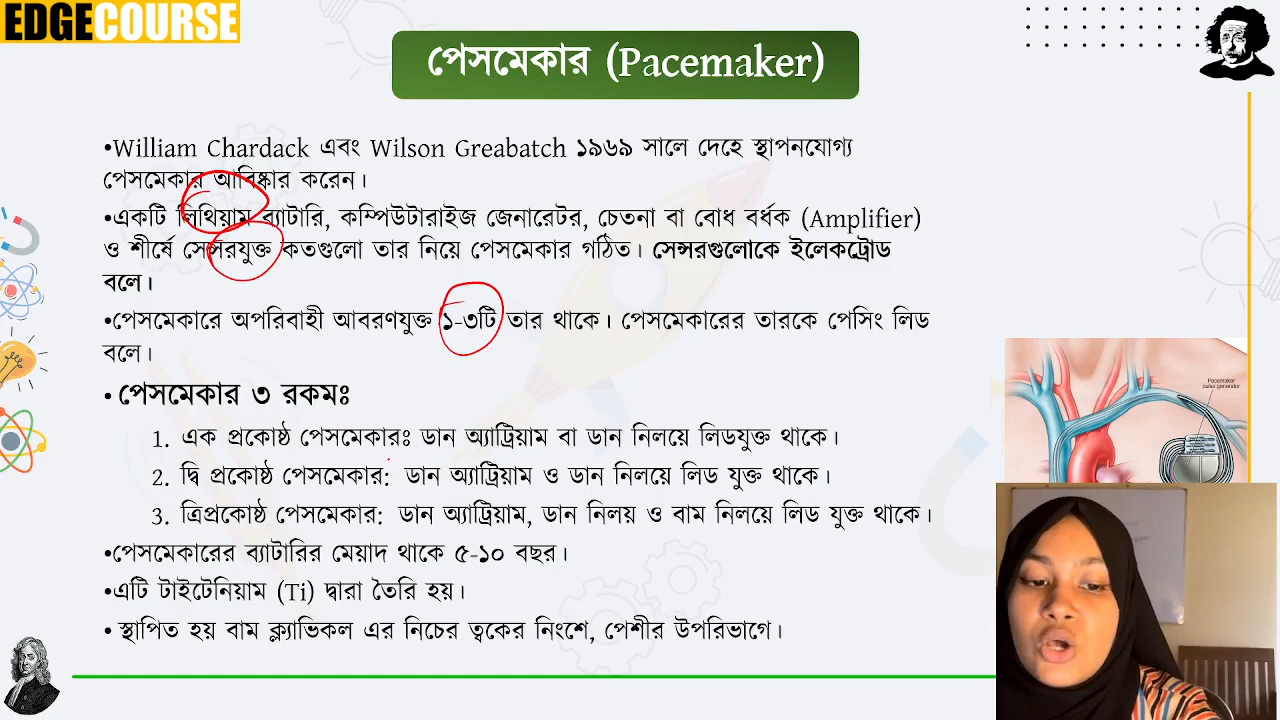 EDGECOURSE
পেসমেকার (Pacemaker)
•William Chardack এবং Wilson Greabatch ১৯৬৯ সালে দেহে স্থাপনযোগ্য
পেসমেকার আবিষ্কার করেন।
•একটি লিথিয়াম ব্যাটারি, কম্পিউটারাইজ জেনারেটর, চেতনা বা বোধ বর্ধক (Amplifier)
ও শীর্ষে সেন্সরযুক্ত কতগুলো তার নিয়ে পেসমেকার গঠিত। সেন্সরগুলোকে ইলেকট্রোড
বলে।
•পেসমেকারে অপরিবাহী আবরণযুক্ত ১-৩টি তার থাকে। পেসমেকারের তারকে পেসিং লিড
বলে।
• পেসমেকার ৩ রকমঃ
1. এক প্রকোষ্ঠ পেসমেকারঃ ডান অ্যাট্রিয়াম বা ডান নিলয়ে লিডযুক্ত থাকে।
2. দ্বি প্রকোষ্ঠ পেসমেকার: ডান অ্যাট্রিয়াম ও ডান নিলয়ে লিড যুক্ত থাকে।
3. ত্রিপ্রকোষ্ঠ পেসমেকার: ডান অ্যাট্রিয়াম, ডান নিলয় ও বাম নিলয়ে লিড যুক্ত থাকে।
•পেসমেকারের ব্যাটারির মেয়াদ থাকে ৫-১০ বছর।
•এটি টাইটেনিয়াম (Ti) দ্বারা তৈরি হয়।
• স্থাপিত হয় বাম ক্ল্যাভিকল এর নিচের ত্বকের নিংশে, পেশীর উপরিভাগে।
Pacemaker
pulse generator